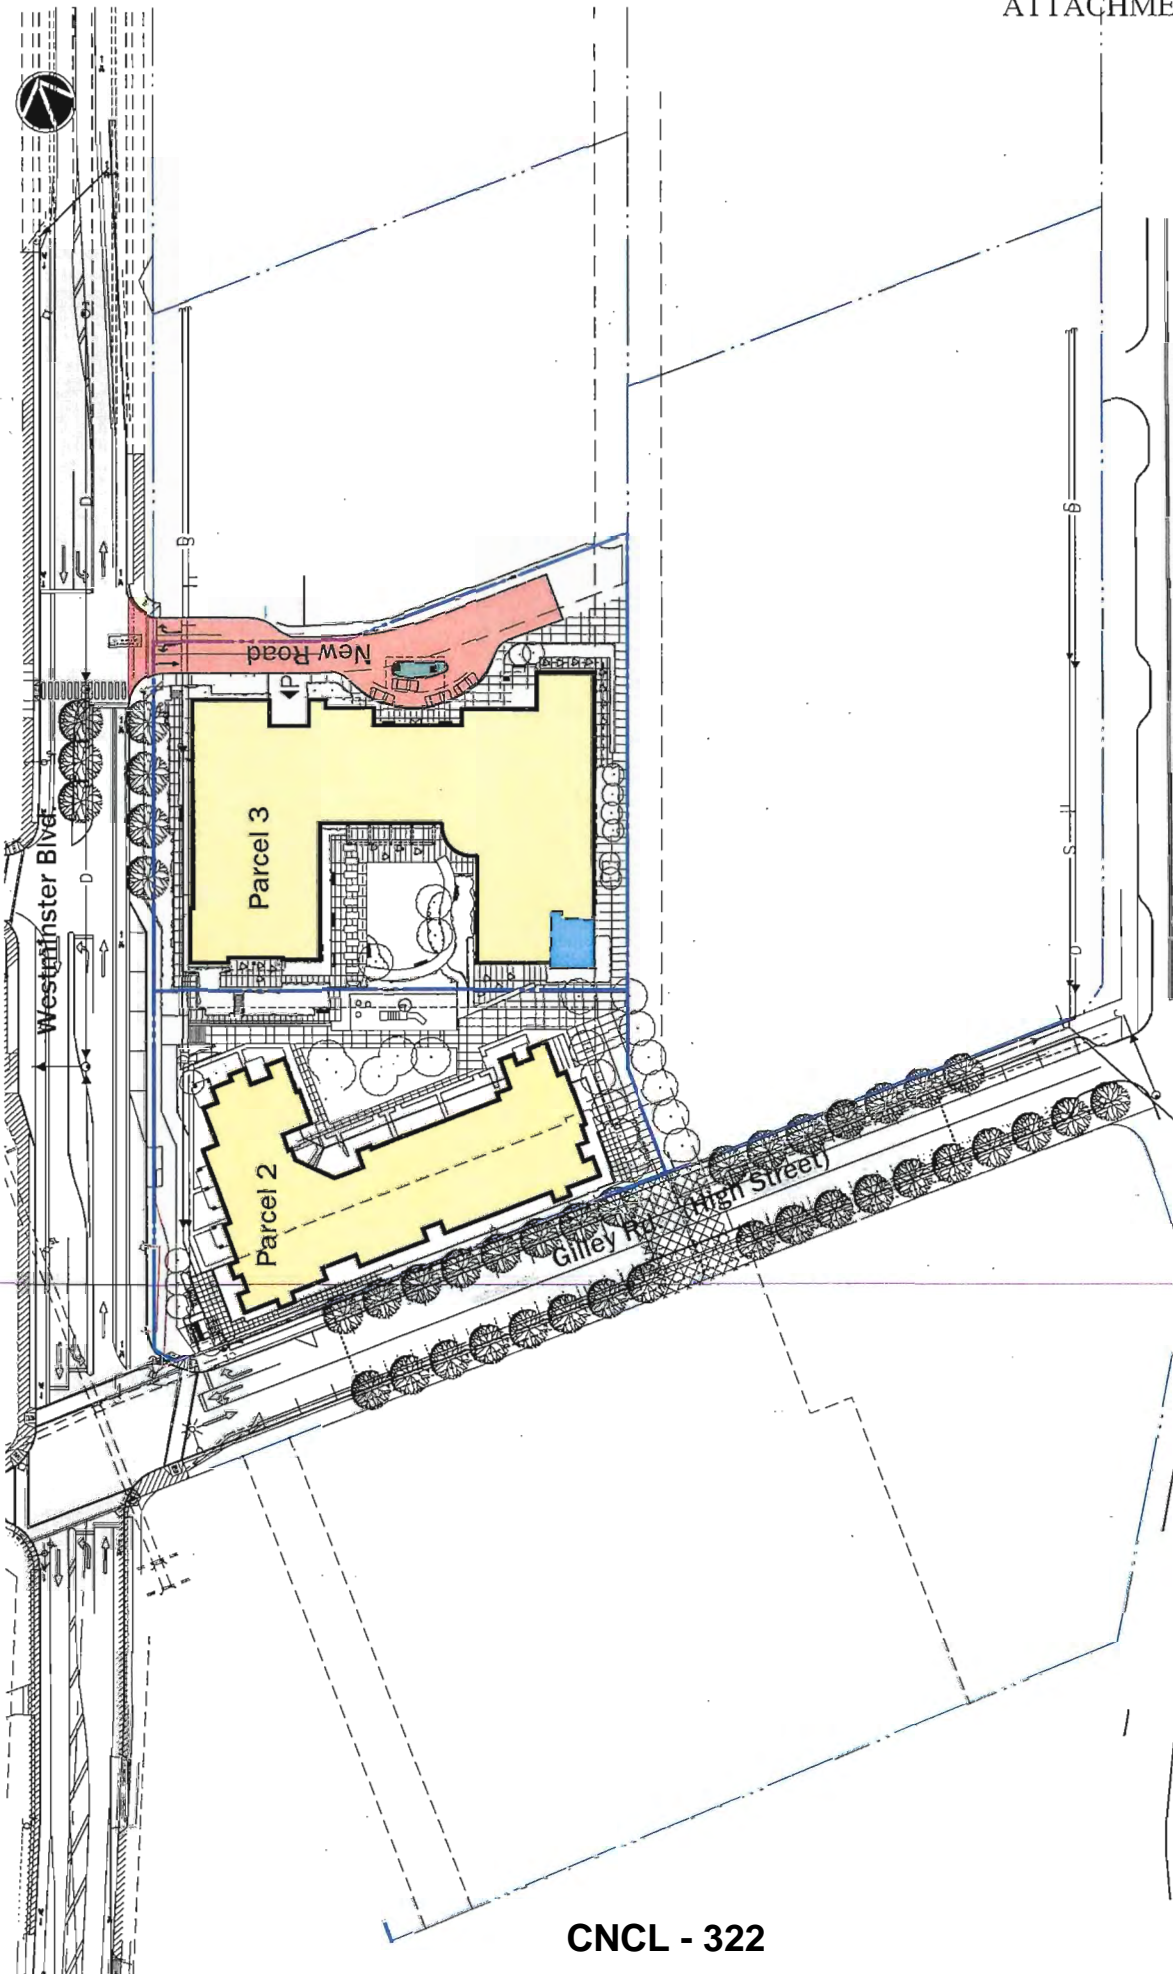 ATTACHME
New Road
P
Parcel 3
Westminster Blvd.
Parcel 2
Gilley Rd. (High Street)
CNCL - 322